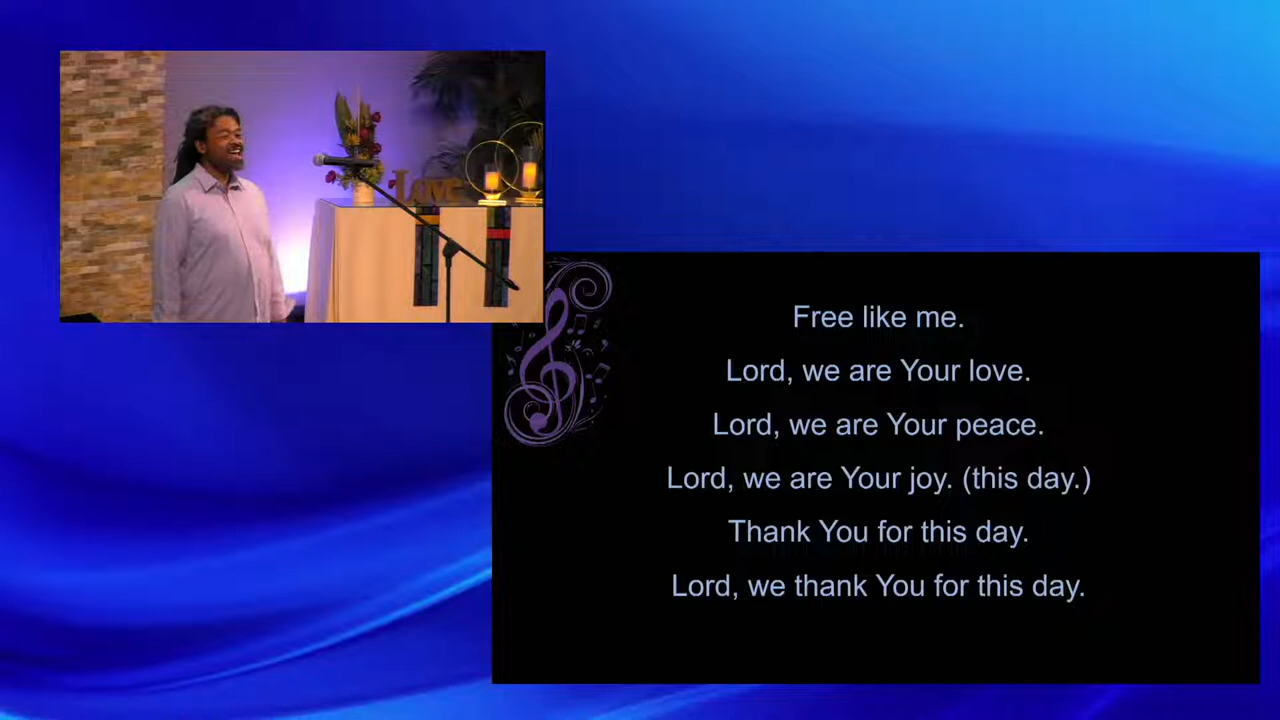 LOVE
Free like me.
Lord, we are Your love.
Lord, we are Your peace.
Lord, we are Your joy. (this day.)
Thank You for this day.
Lord, we thank You for this day.